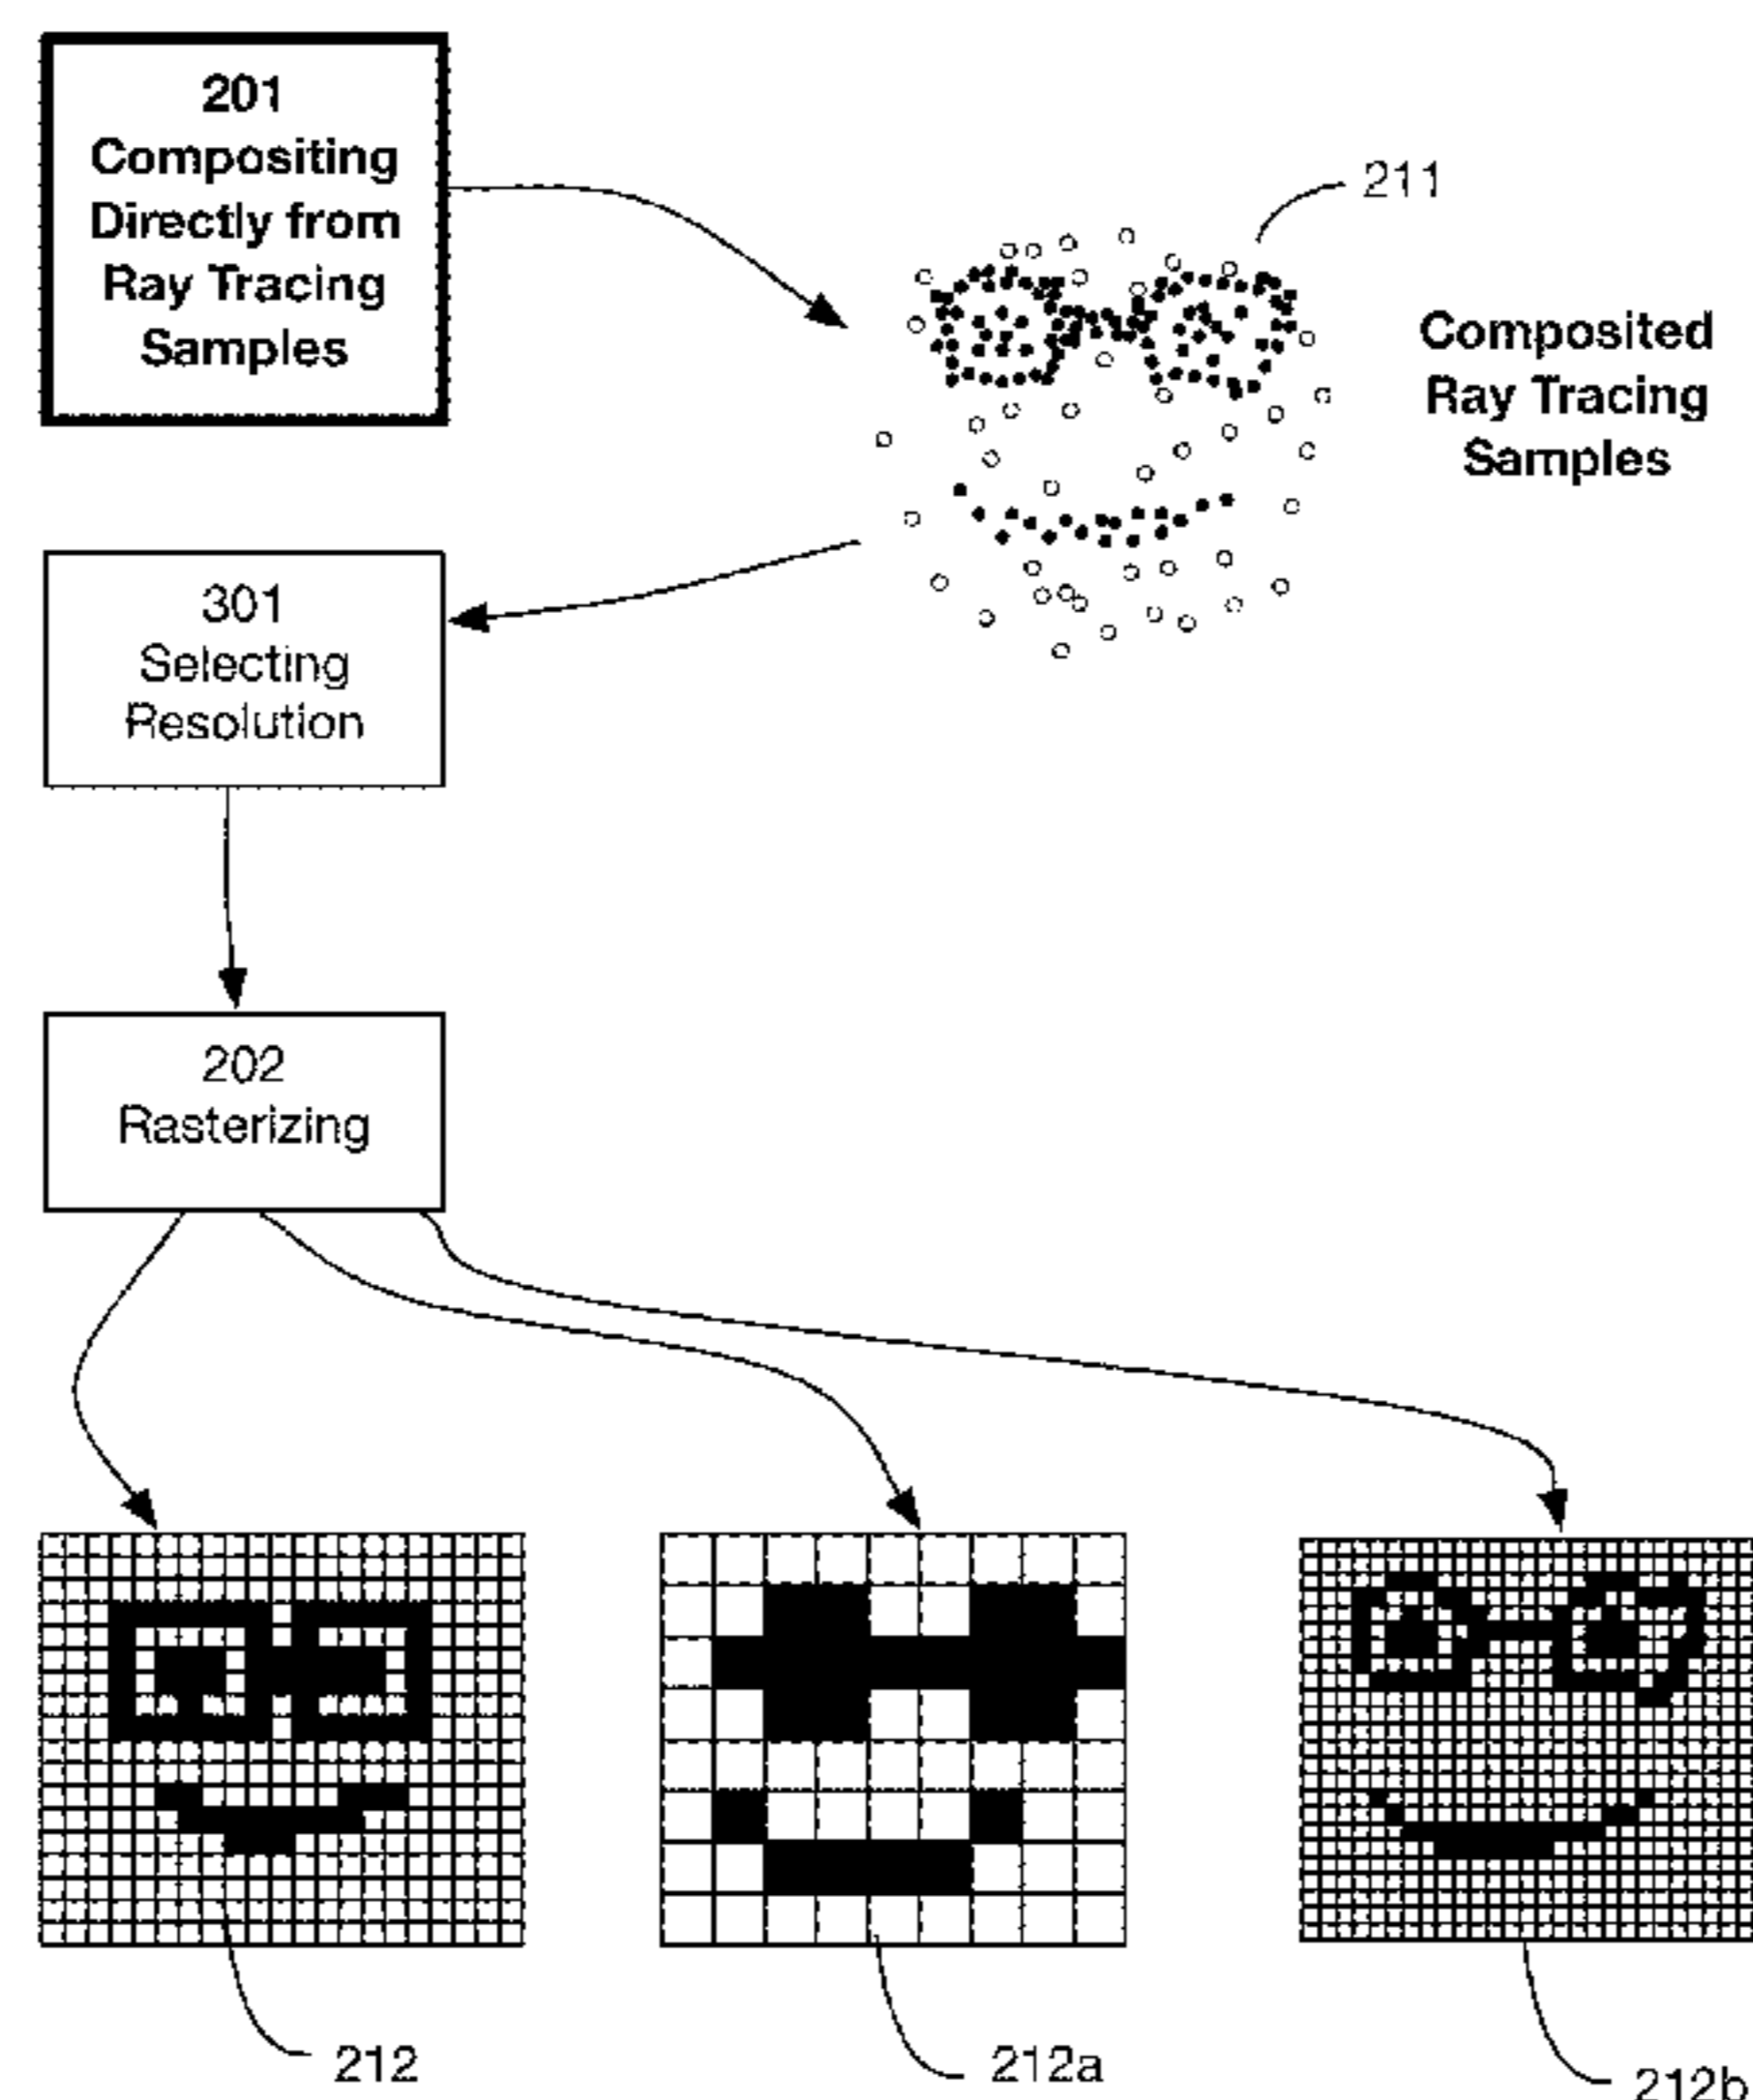 201
Compositing
Directly from
Ray Tracing
Samples
211
Composited
Ray Tracing
Samples
301
Selecting
Resolution
202
Rasterizing
212
212a
212b